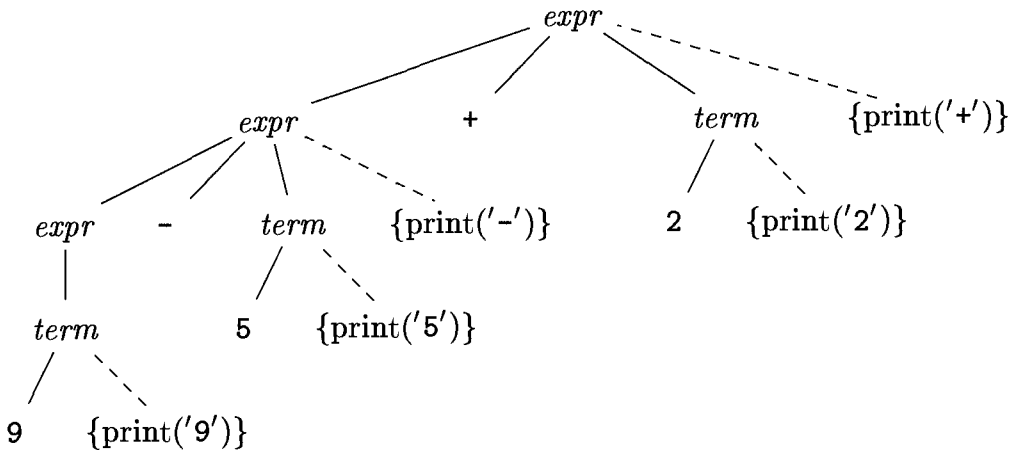 expr
expr + term {print('+')}
expr - term {print('-')} 2 {print('2')}
term 5 {print('5')}
9 {print('9')}